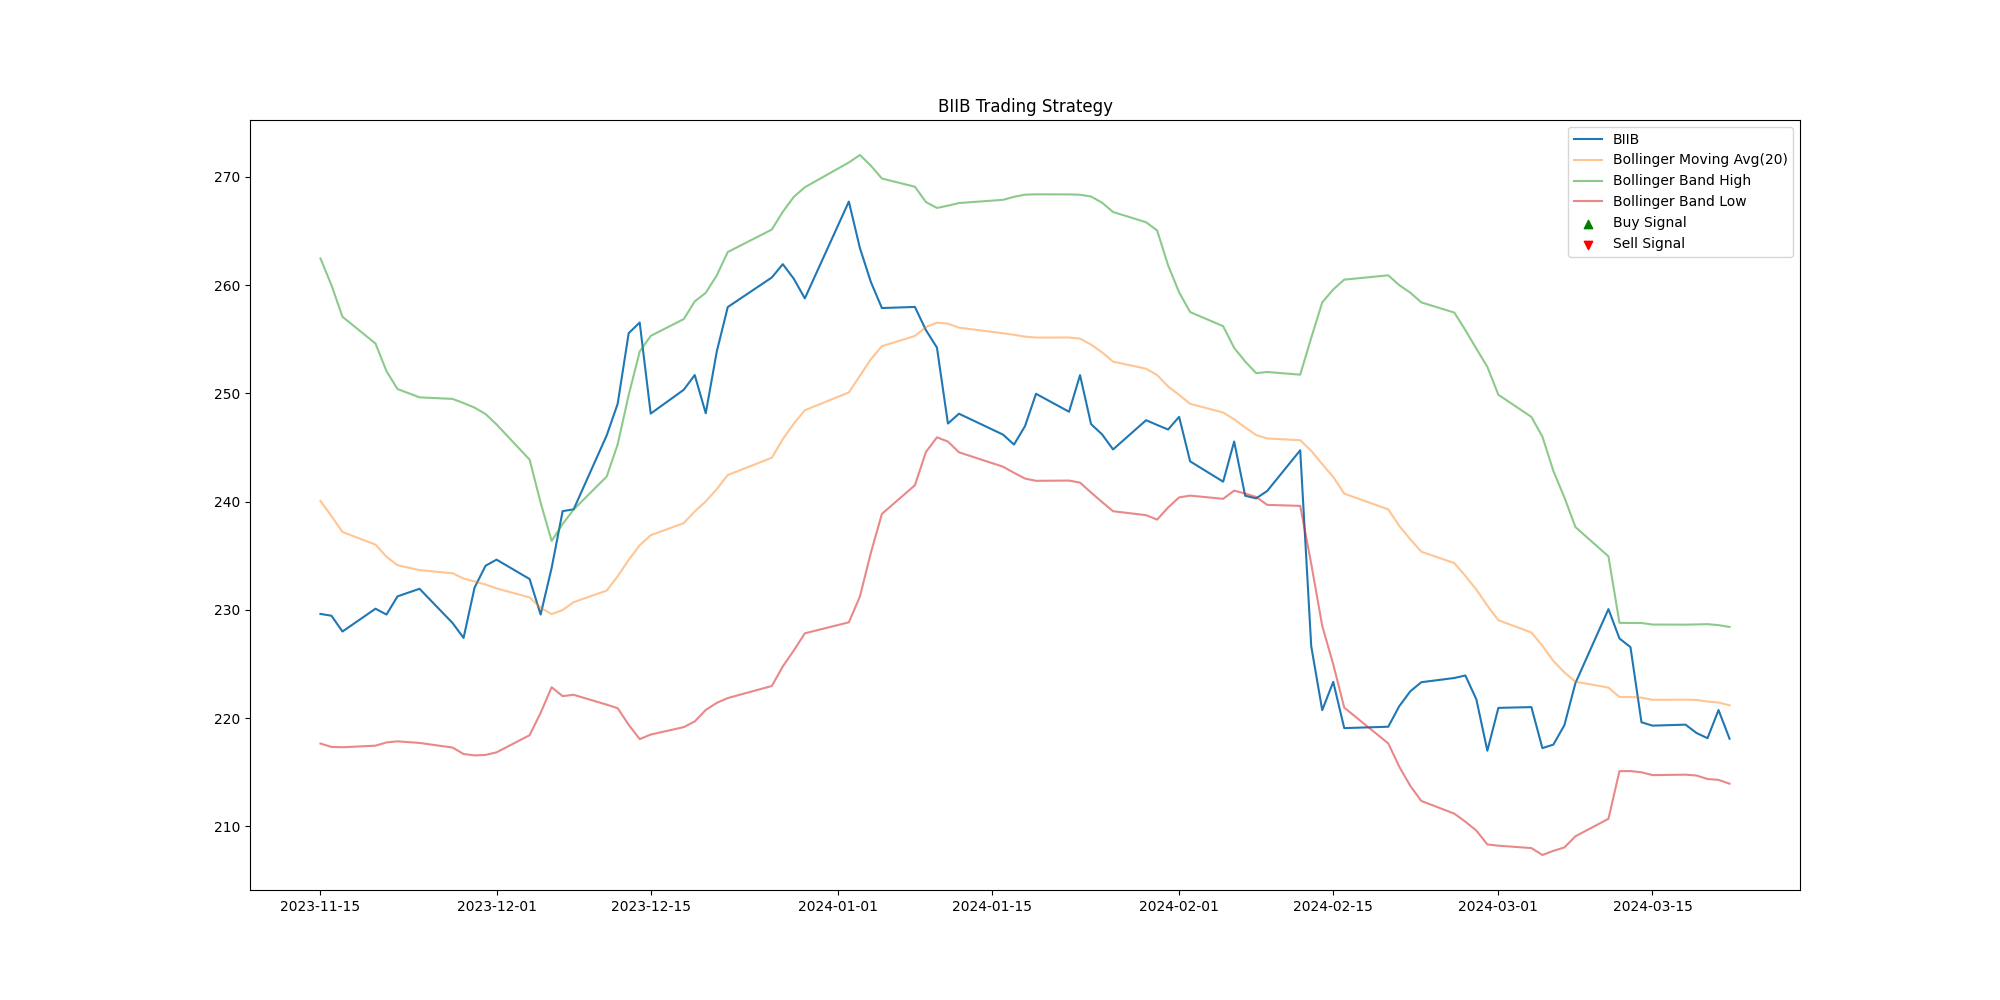 BIIB Trading Strategy
BIIB
Bollinger Moving Avg(20)
Bollinger Band High
Bollinger Band Low
Buy Signal
Sell Signal
270
260
250
240
230
220
210
2023-11-15 2023-12-01 2023-12-15 2024-01-01 2024-01-15 2024-02-01 2024-02-15 2024-03-01 2024-03-15